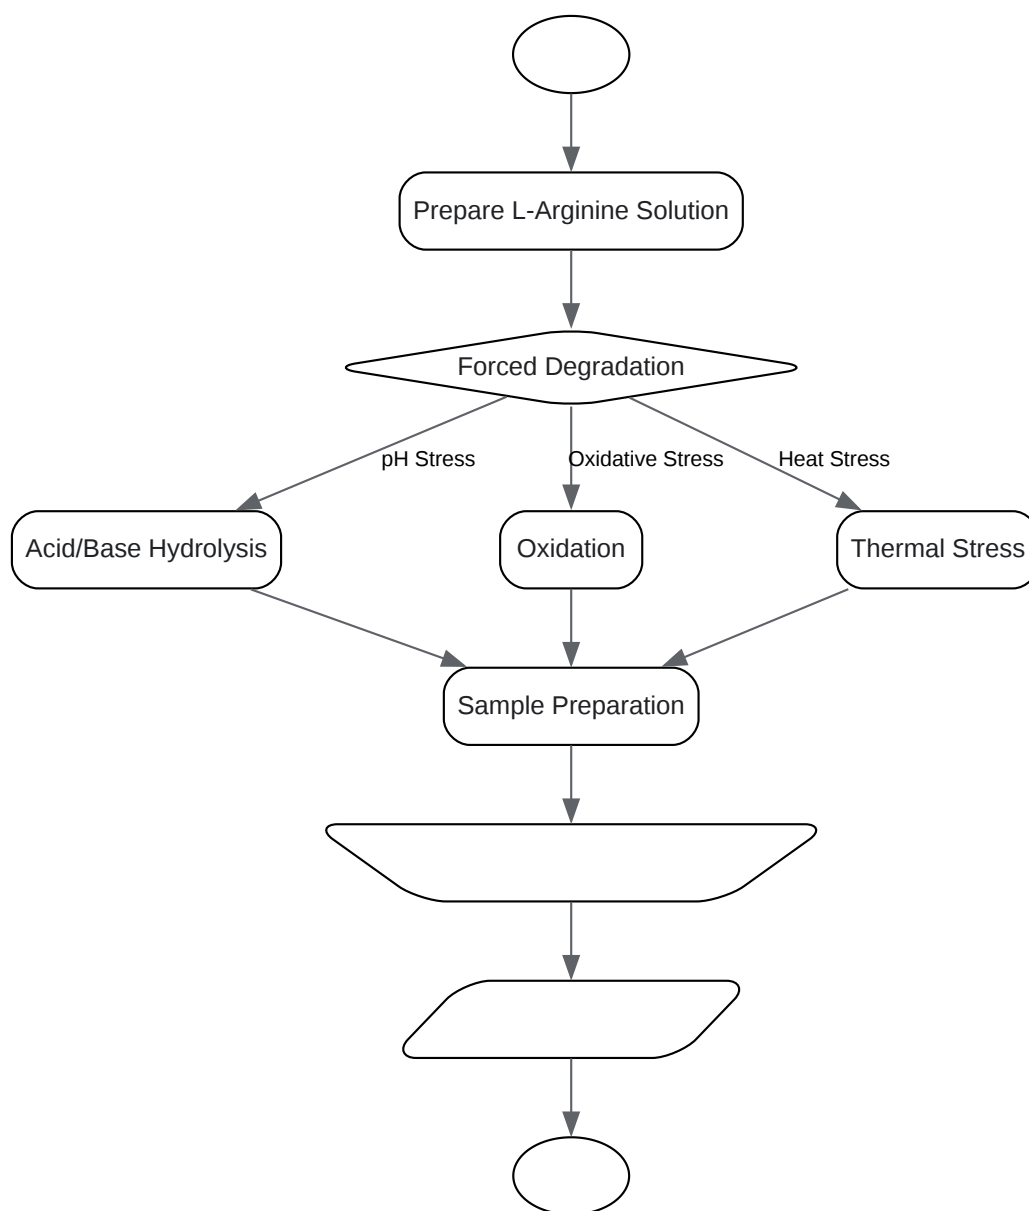 Prepare L-Arginine Solution
Forced Degradation
pH Stress
Oxidative Stress
Heat Stress
Acid/Base Hydrolysis
Oxidation
Thermal Stress
Sample Preparation